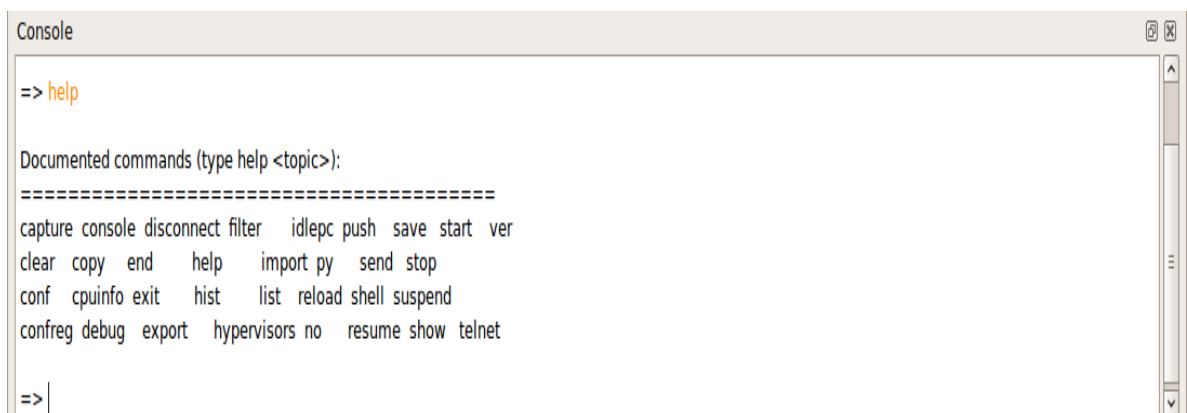 Console
=> help
Documented commands (type help <topic>):
========================================
capture console disconnect filter idlepc push save start ver
clear copy end help import py send stop
conf cpuinfo exit hist list reload shell suspend
confreg debug export hypervisors no resume show telnet
=>